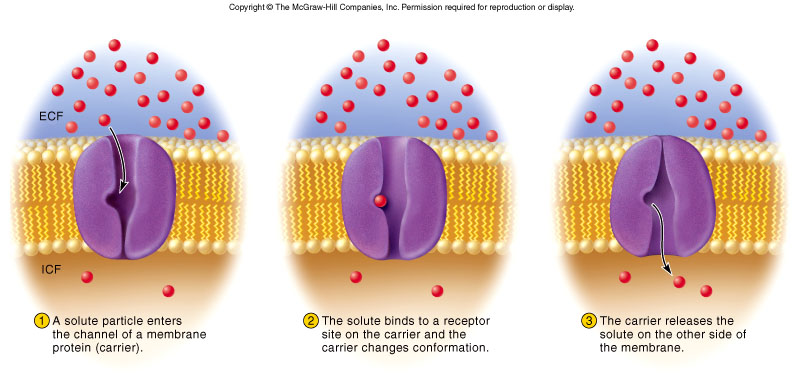 Copyright © The McGraw-Hill Companies, Inc. Permission required for reproduction or display.
ECF
ICF
1 A solute particle enters
the channel of a membrane
protein (carrier).
2 The solute binds to a receptor
site on the carrier and the
carrier changes conformation.
3 The carrier releases the
solute on the other side of
the membrane.